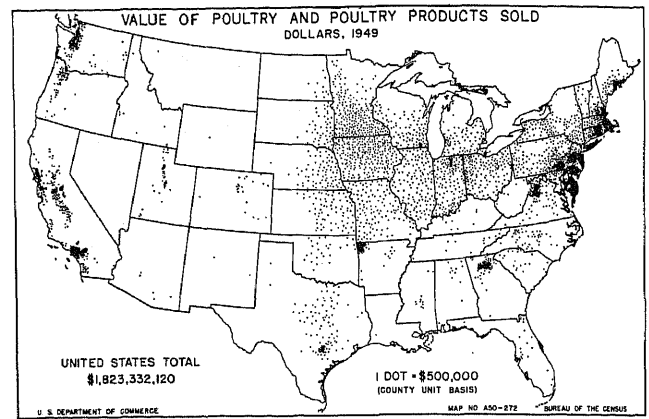 VALUE OF POULTRY AND POULTRY PRODUCTS SOLD
DOLLARS, 1949
UNITED STATES TOTAL
$1,823,332,120
1 DOT = $500,000
(COUNTY UNIT BASIS)
U. S. DEPARTMENT OF COMMERCE
MAP NO A50-272
BUREAU OF THE CENSUS